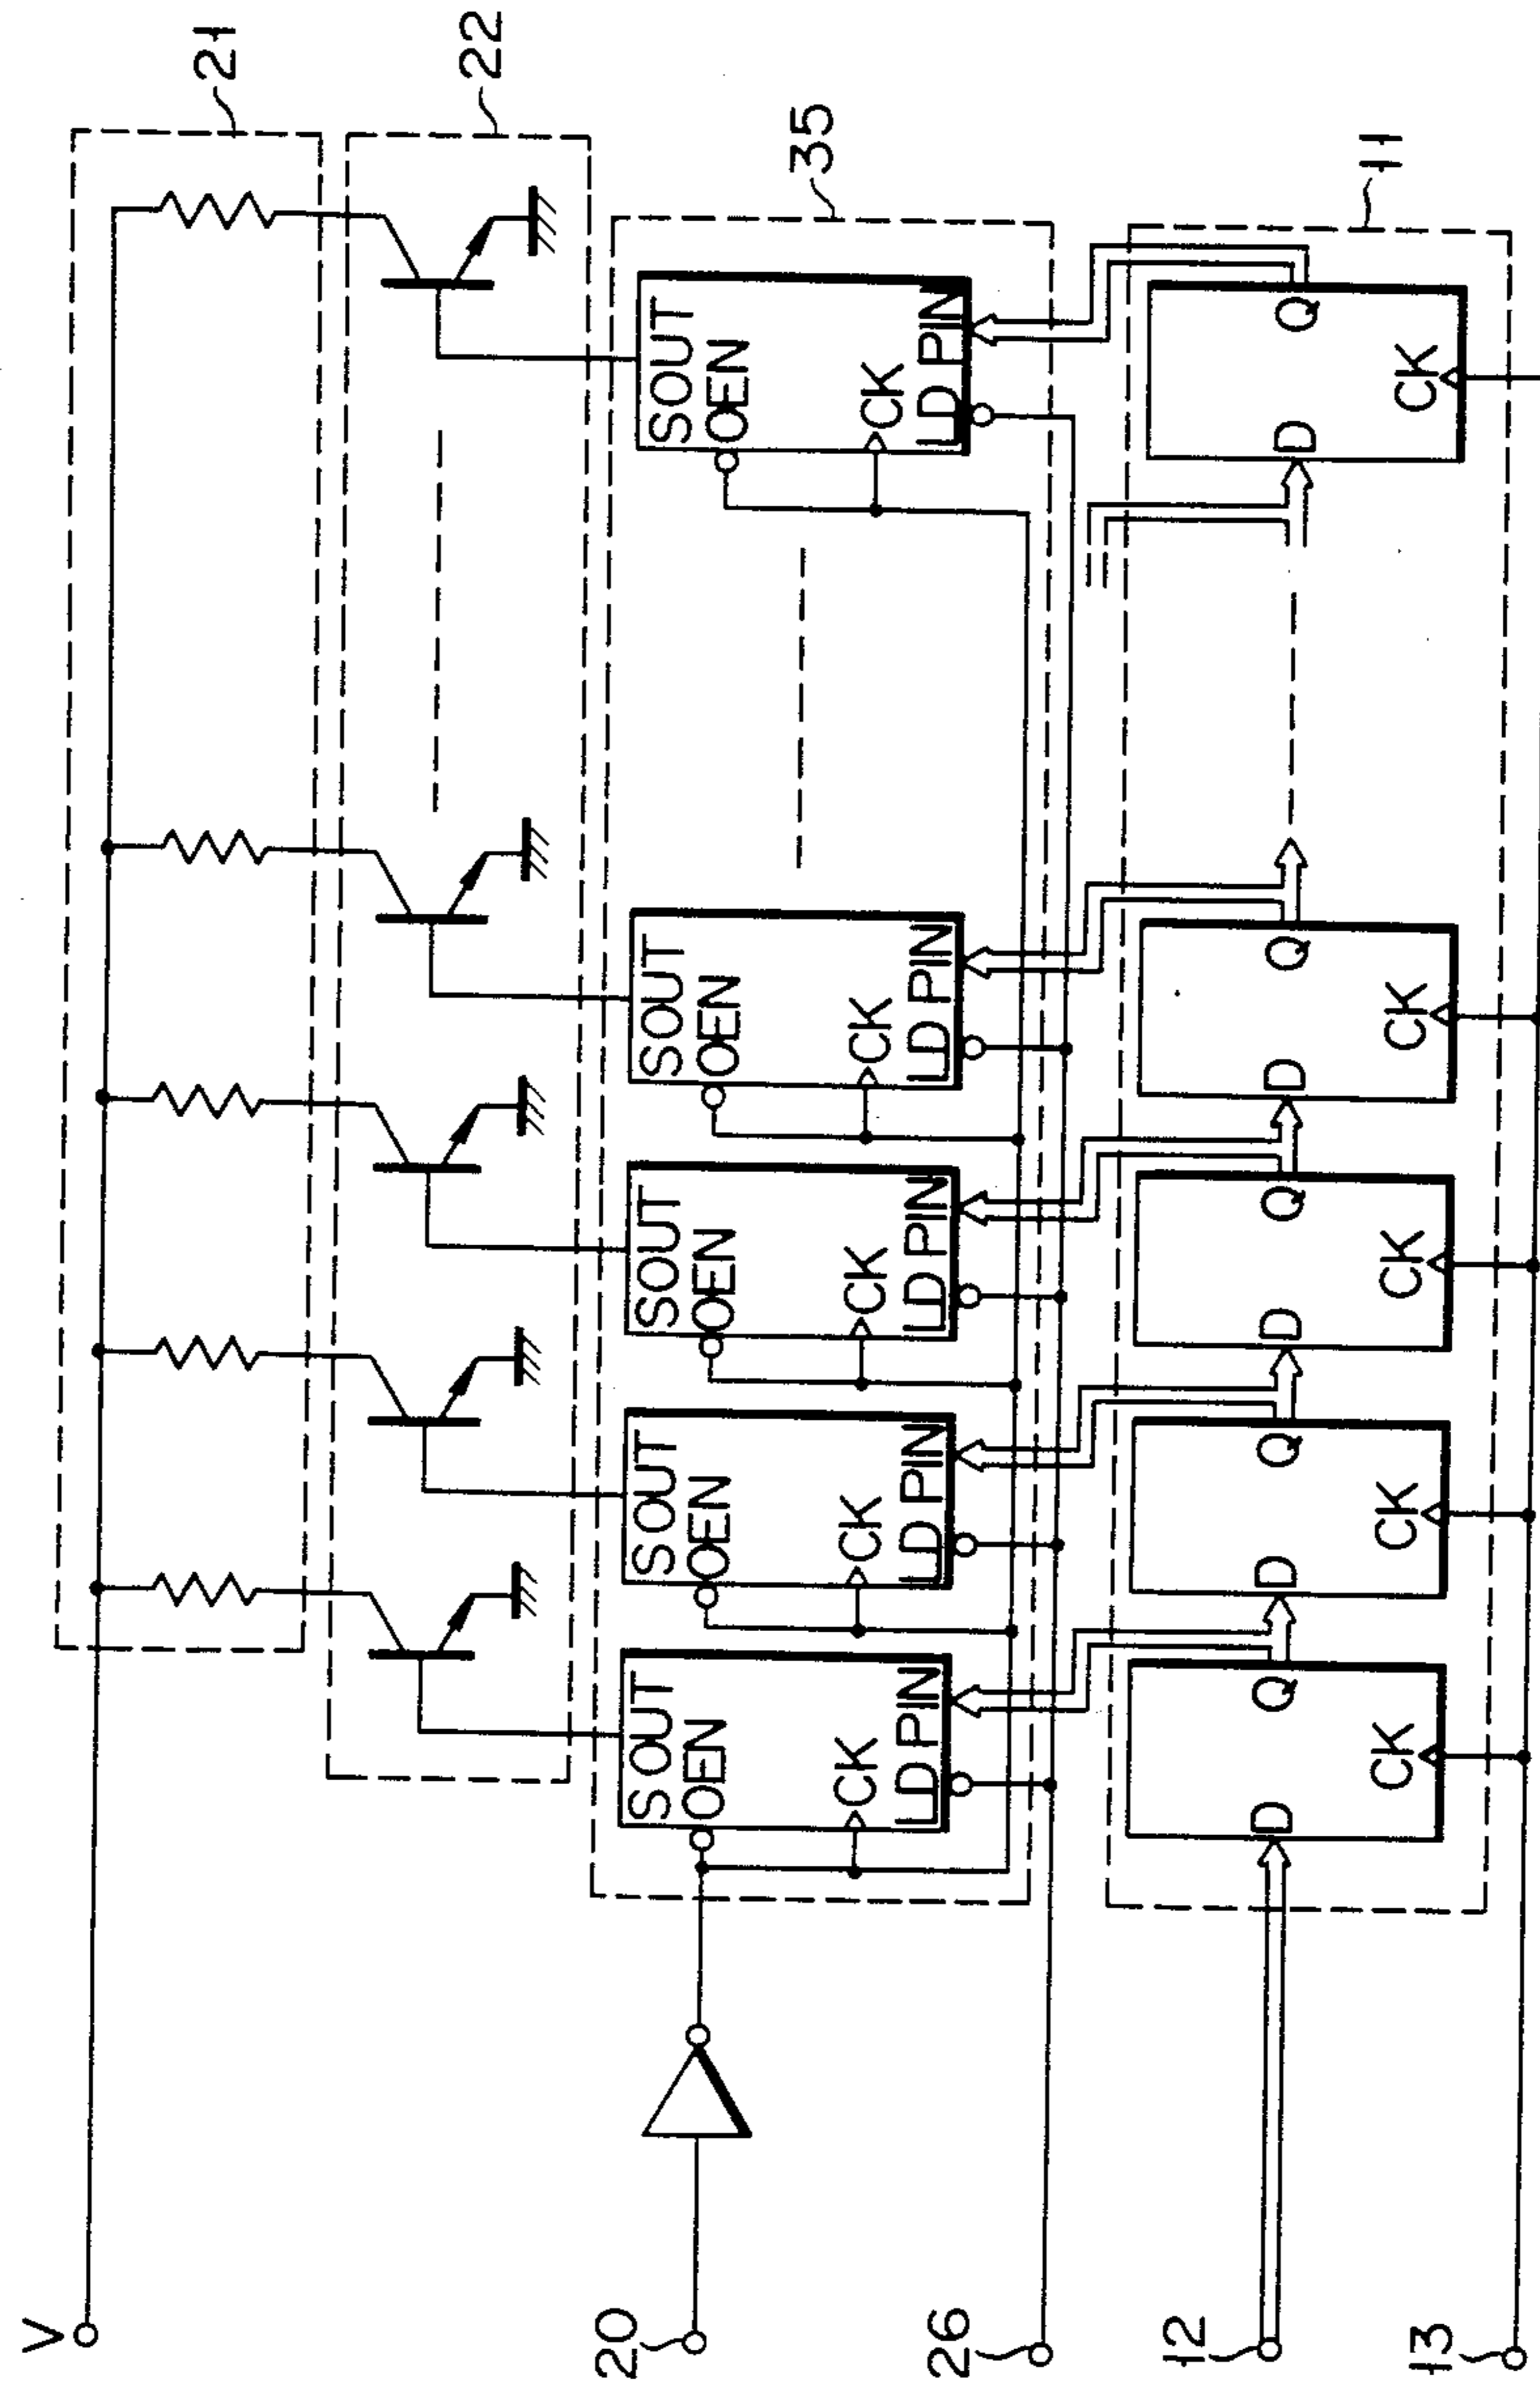 V
21
22
20
SOUT SOUT SOUT SOUT SOUT
OEN OEN OEN OEN OEN
35
CK CK CK CK CK
LD PIN LD PIN LD PIN LD PIN LD PIN
26
12
D Q D Q D Q D Q D Q
11
CK CK CK CK CK
13